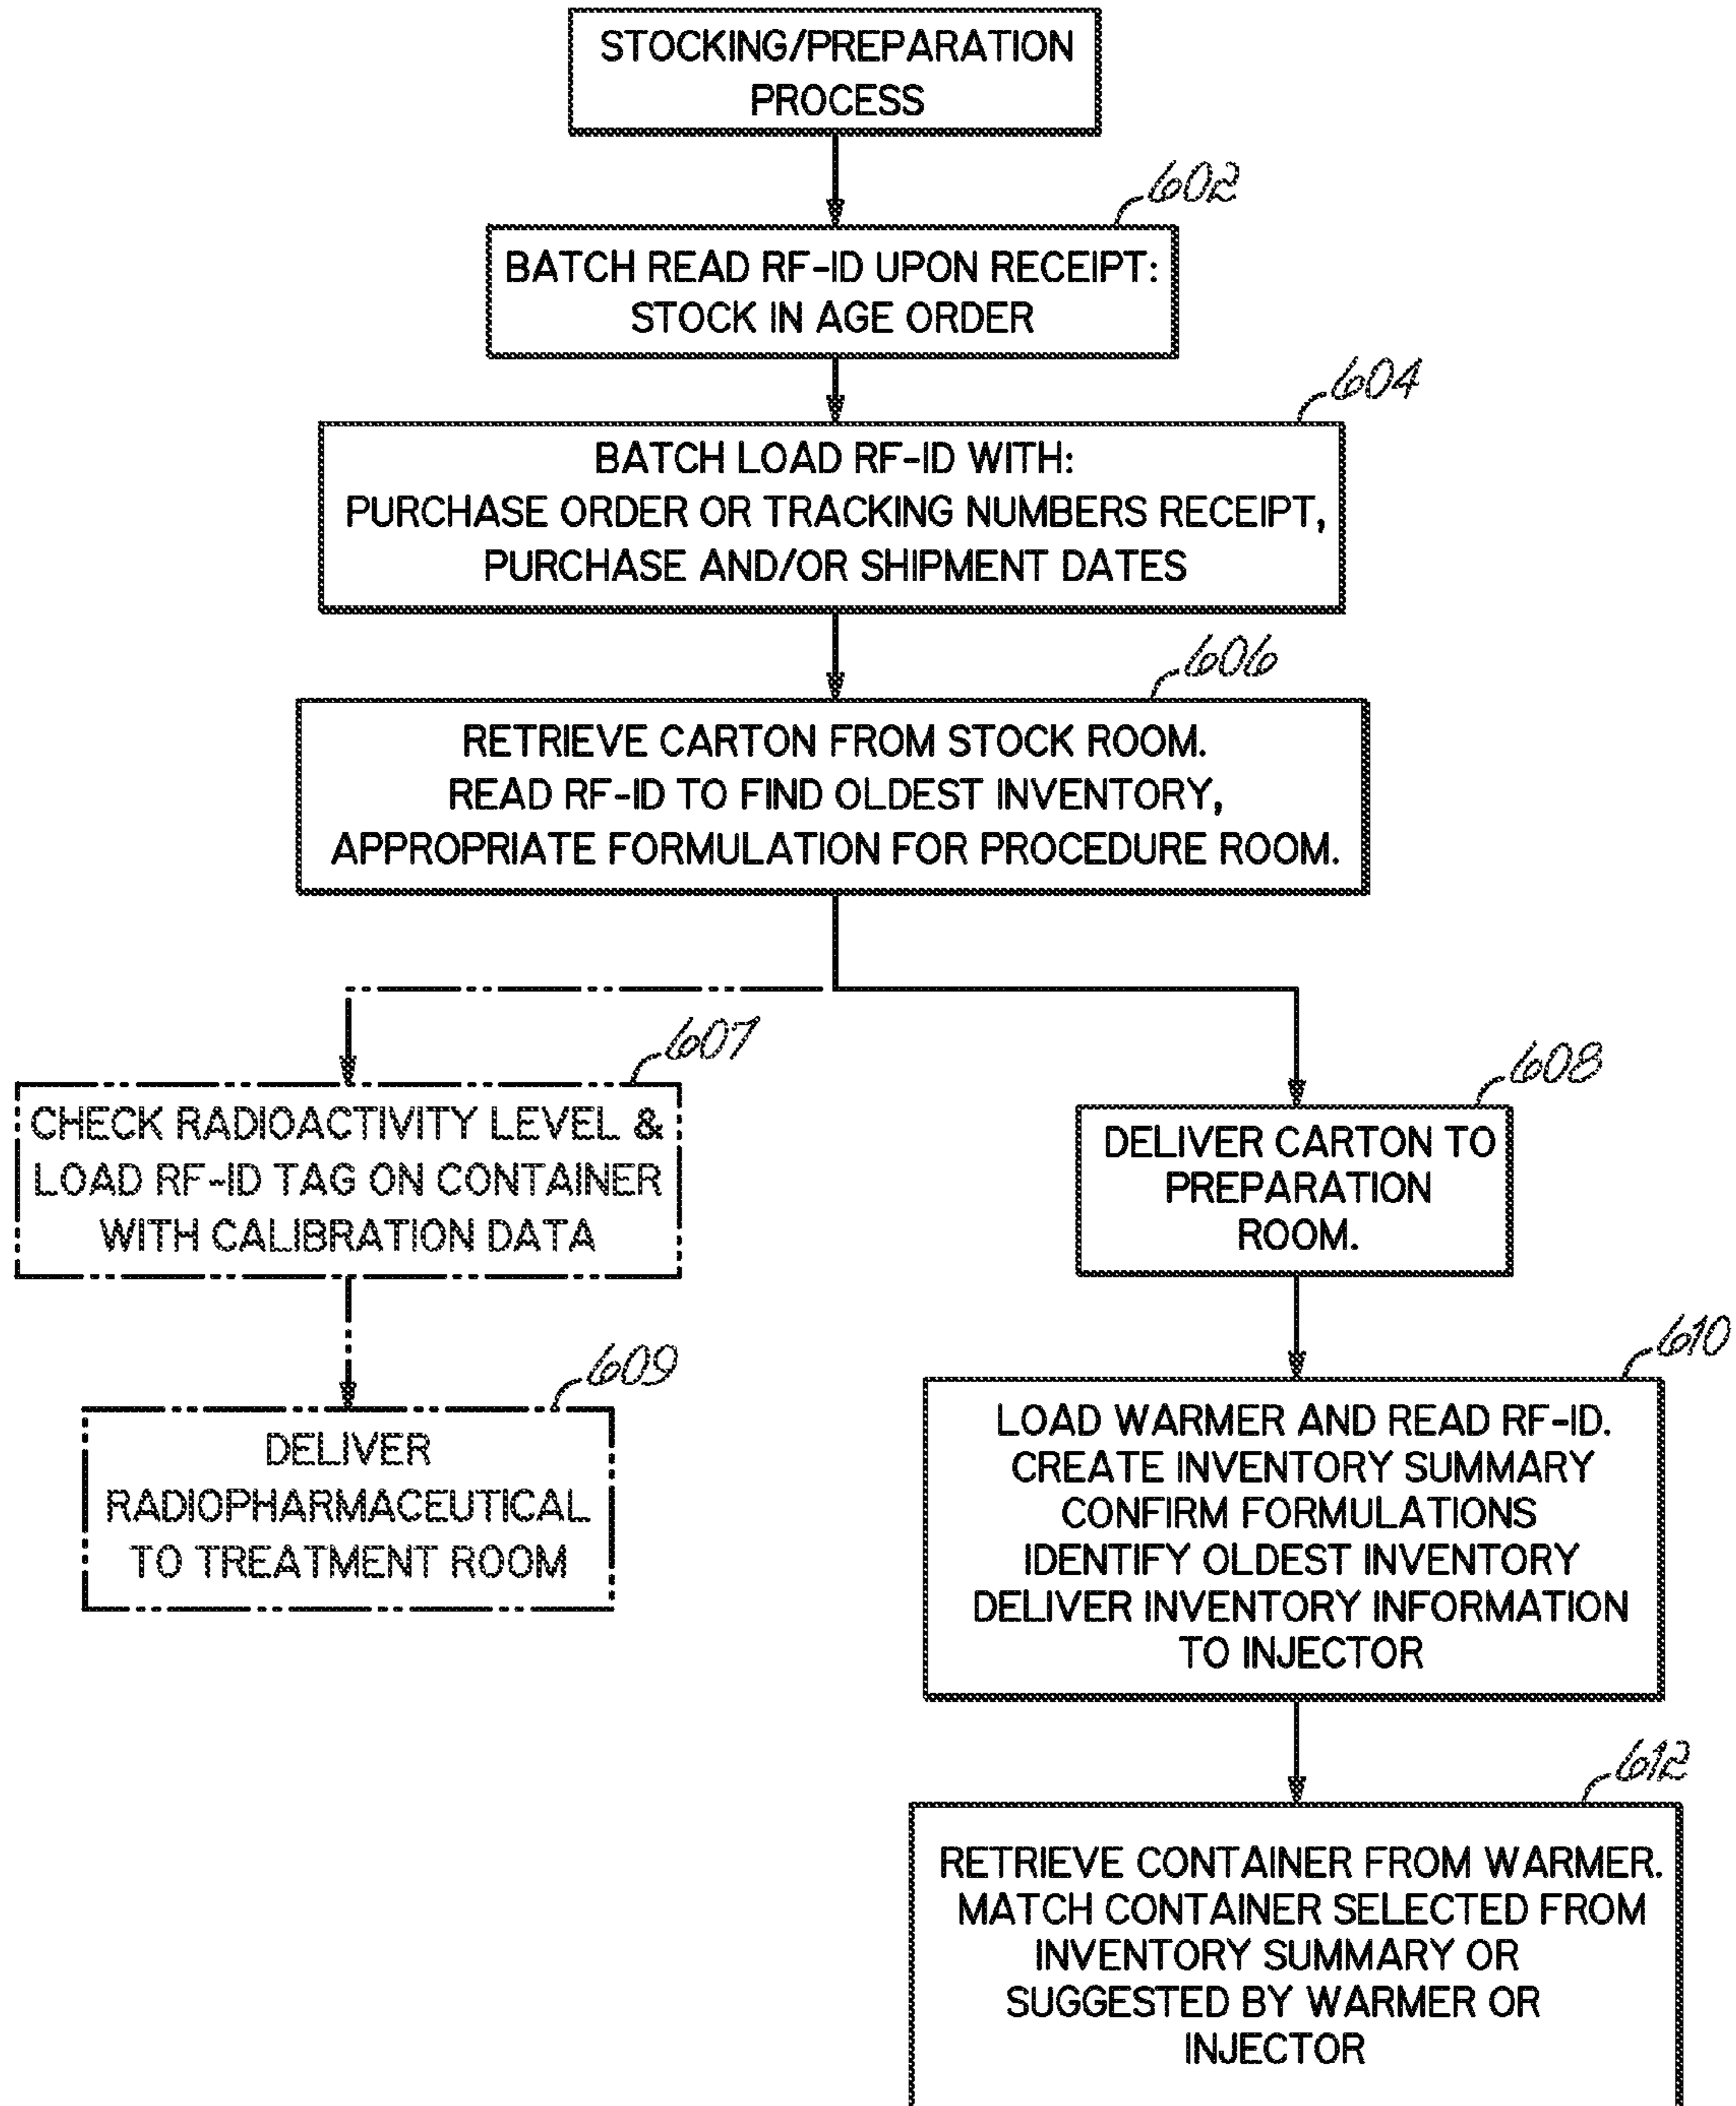 STOCKING/PREPARATION
PROCESS
602
BATCH READ RF-ID UPON RECEIPT:
STOCK IN AGE ORDER
604
BATCH LOAD RF-ID WITH:
PURCHASE ORDER OR TRACKING NUMBERS RECEIPT,
PURCHASE AND/OR SHIPMENT DATES
606
RETRIEVE CARTON FROM STOCK ROOM.
READ RF-ID TO FIND OLDEST INVENTORY,
APPROPRIATE FORMULATION FOR PROCEDURE ROOM.
607
CHECK RADIOACTIVITY LEVEL &
LOAD RF-ID TAG ON CONTAINER
WITH CALIBRATION DATA
609
DELIVER
RADIOPHARMACEUTICAL
TO TREATMENT ROOM
608
DELIVER CARTON TO
PREPARATION
ROOM.
610
LOAD WARMER AND READ RF-ID.
CREATE INVENTORY SUMMARY
CONFIRM FORMULATIONS
IDENTIFY OLDEST INVENTORY
DELIVER INVENTORY INFORMATION
TO INJECTOR
612
RETRIEVE CONTAINER FROM WARMER.
MATCH CONTAINER SELECTED FROM
INVENTORY SUMMARY OR
SUGGESTED BY WARMER OR
INJECTOR